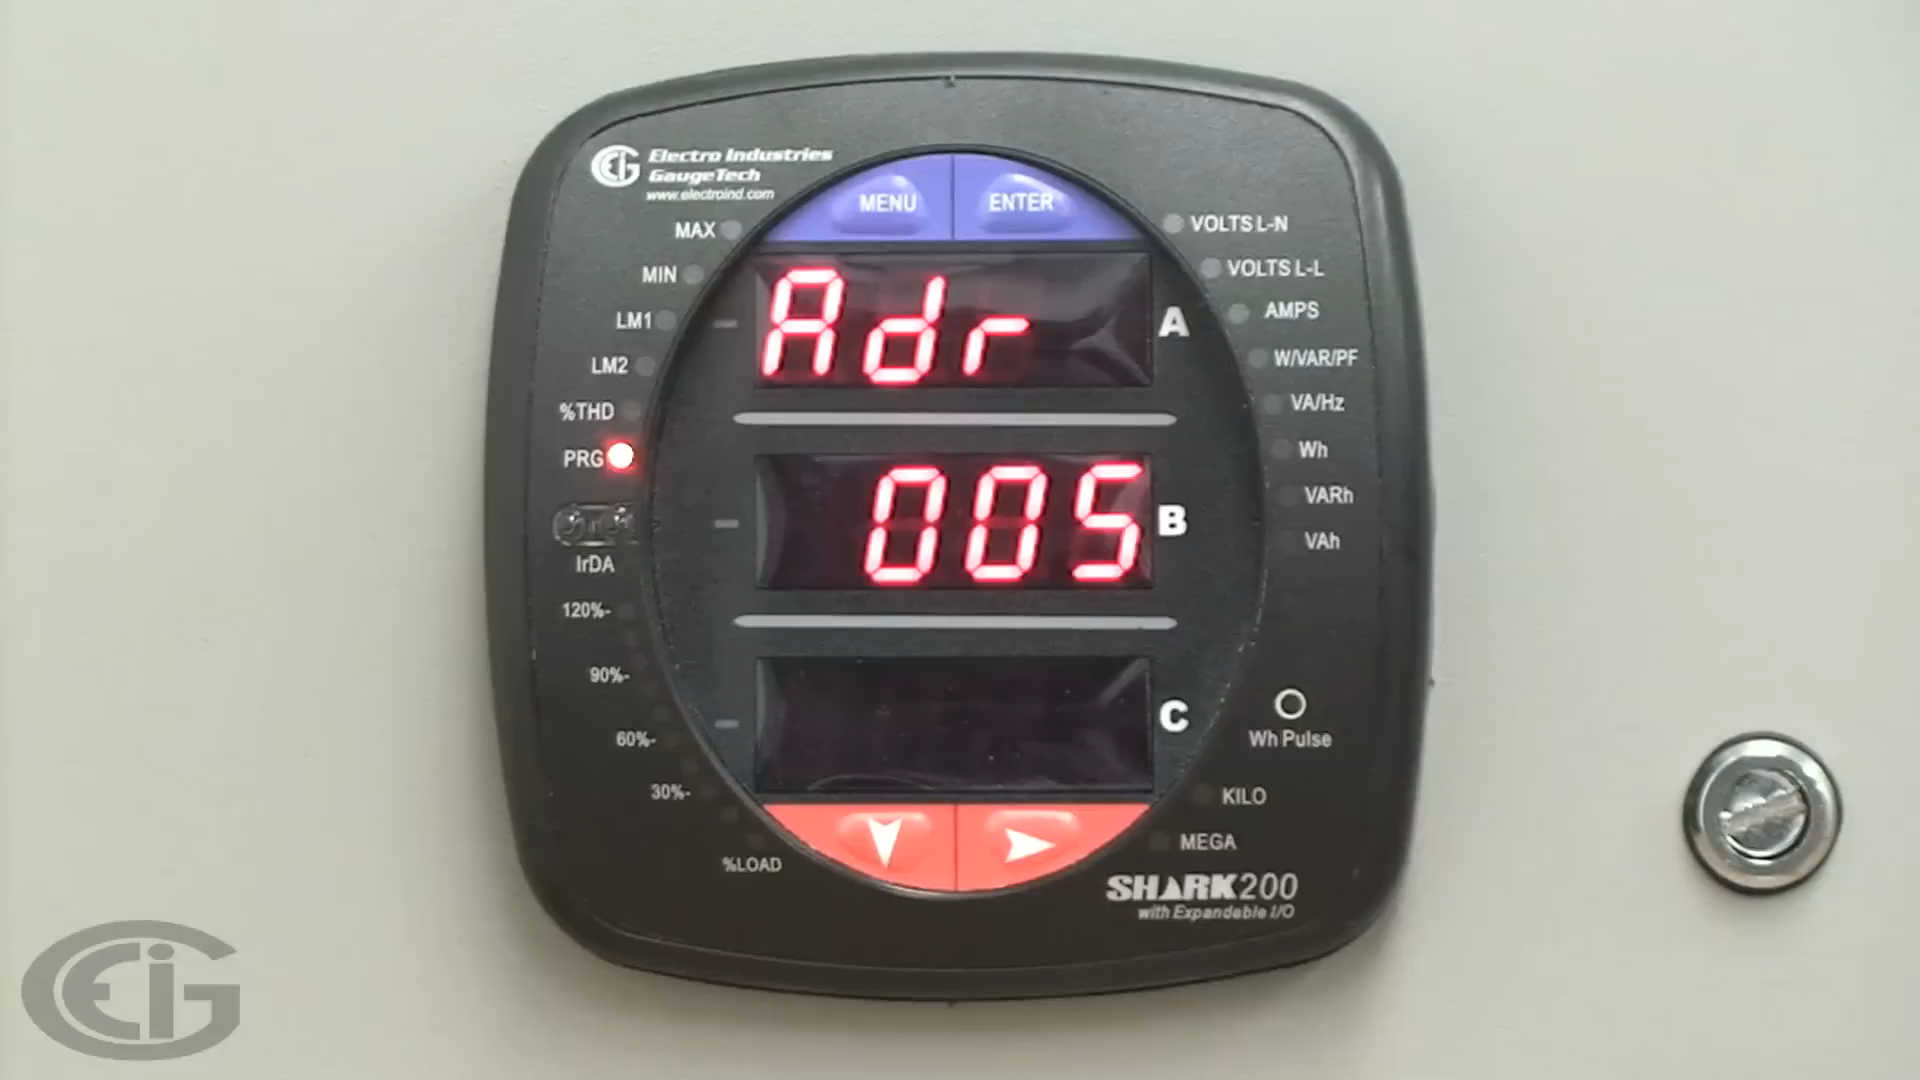 Electro Industries
GaugeTech
www.electroind.com
MENU
ENTER
MAX
MIN
LM1
LM2
%THD
PRG
IrDA
120%-
90%-
60%-
30%-
%LOAD
Adr
A
005
B
C
VOLTS L-N
VOLTS L-L
AMPS
W/VAR/PF
VA/Hz
Wh
VARh
VAh
Wh Pulse
KILO
MEGA
SHARK200
with Expandable I/O
EIG